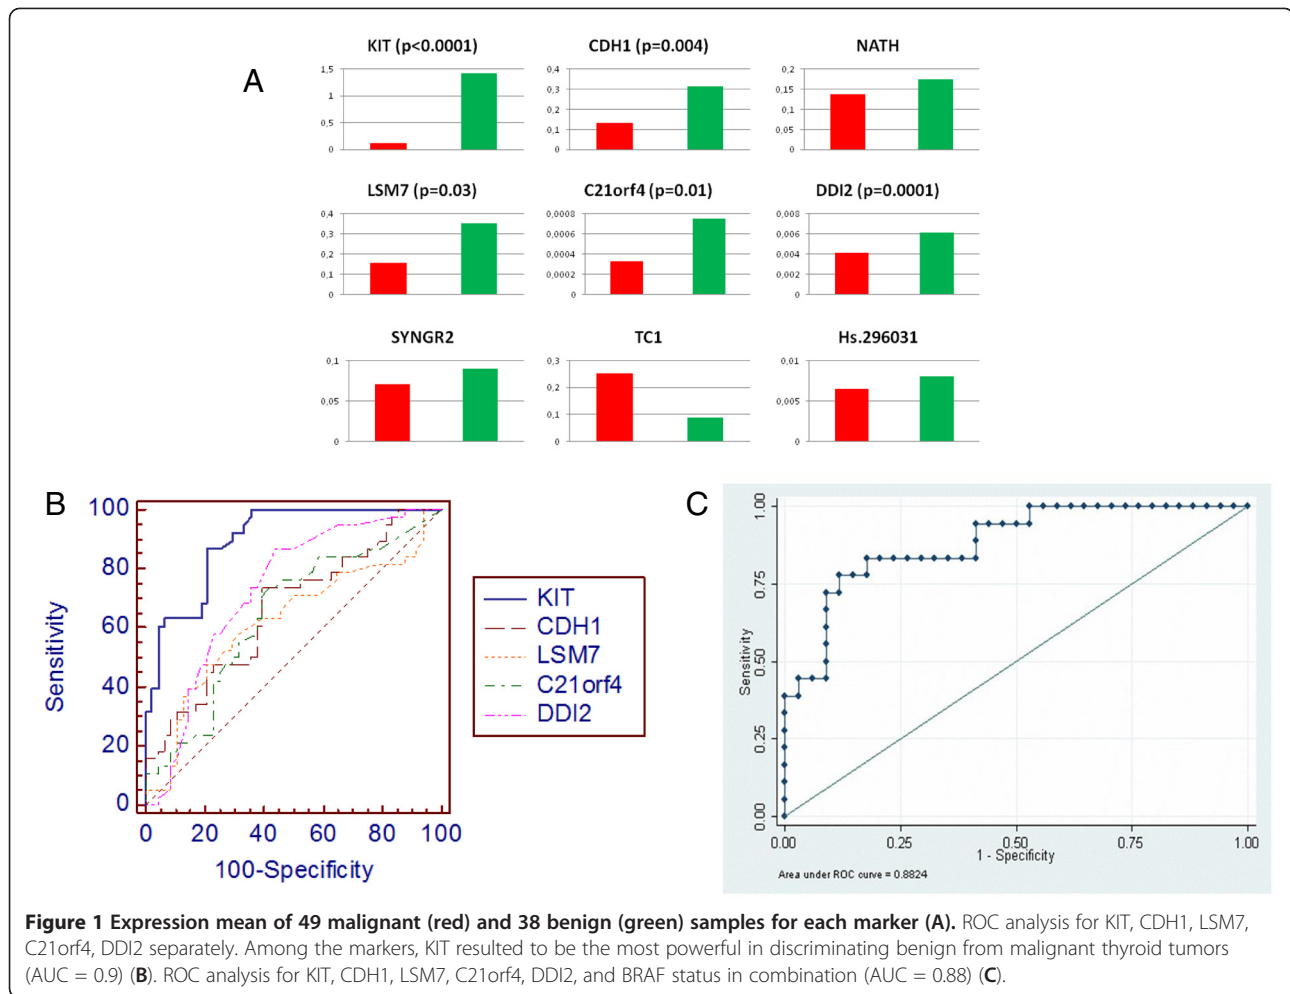 A
KIT (p<0.0001)
1,5
1
0,5
0
CDH1 (p=0.004)
0,4
0,3
0,2
0,1
0
NATH
0,2
0,15
0,1
0,05
0
LSM7 (p=0.03)
0,4
0,3
0,2
0,1
0
C21orf4 (p=0.01)
0,0008
0,0006
0,0004
0,0002
0
DDI2 (p=0.0001)
0,008
0,006
0,004
0,002
0
SYNGR2
0,1
0,05
0
TC1
0,3
0,2
0,1
0
Hs.296031
0,01
0,005
0
B
Sensitivity
100
80
60
40
20
0
0 20 40 60 80 100
100-Specificity
KIT
CDH1
LSM7
C21orf4
DDI2
C
Sensitivity
1.00
0.75
0.50
0.25
0.00
0.00 0.25 0.50 0.75 1.00
1 - Specificity
Area under ROC curve = 0.8824
Figure 1 Expression mean of 49 malignant (red) and 38 benign (green) samples for each marker (A). ROC analysis for KIT, CDH1, LSM7,
C21orf4, DDI2 separately. Among the markers, KIT resulted to be the most powerful in discriminating benign from malignant thyroid tumors
(AUC = 0.9) (B). ROC analysis for KIT, CDH1, LSM7, C21orf4, DDI2, and BRAF status in combination (AUC = 0.88) (C).